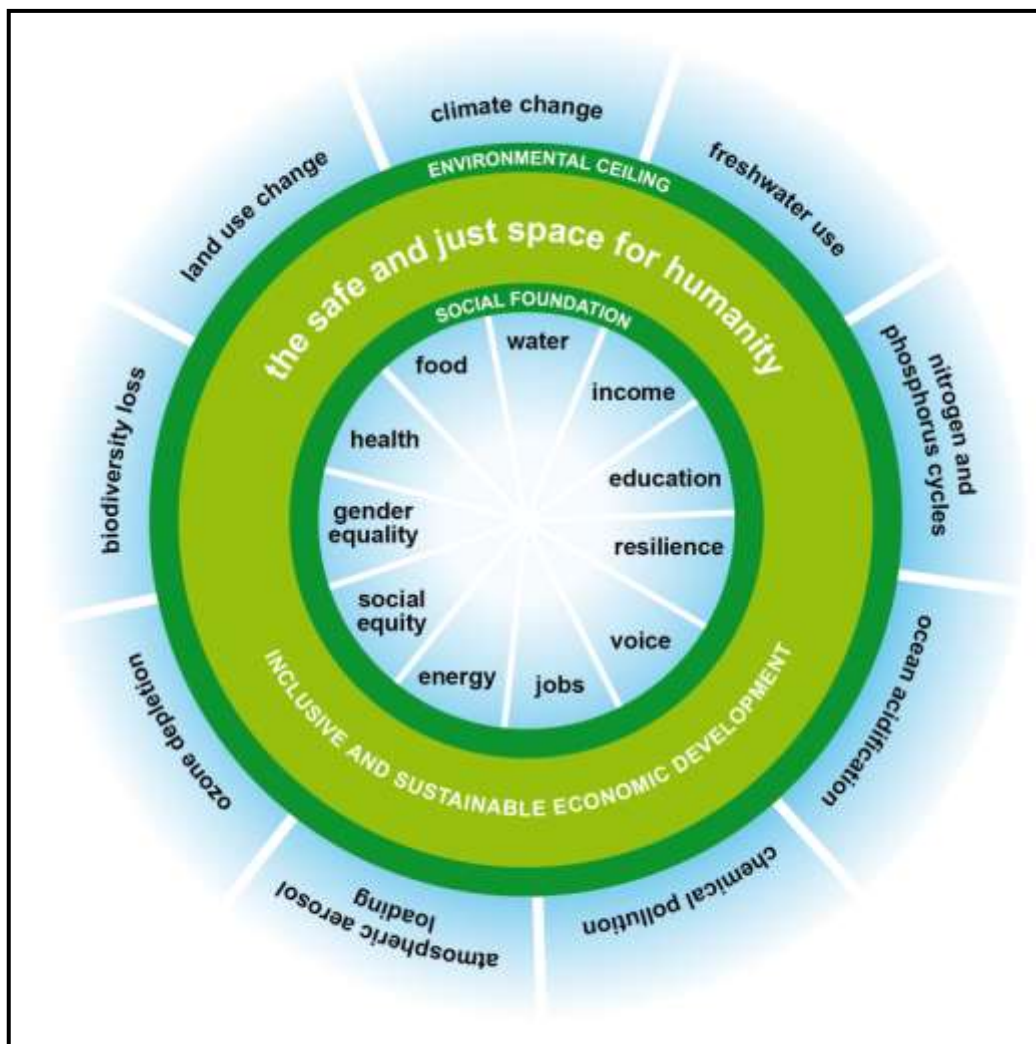 climate change
freshwater use
nitrogen and
phosphorus cycles
ocean acidification
chemical pollution
atmospheric aerosol
loading
ozone depletion
biodiversity loss
land use change
ENVIRONMENTAL CEILING
the safe and just space for humanity
SOCIAL FOUNDATION
water
income
education
resilience
voice
jobs
energy
social
equity
gender
equality
health
food
INCLUSIVE AND SUSTAINABLE ECONOMIC DEVELOPMENT